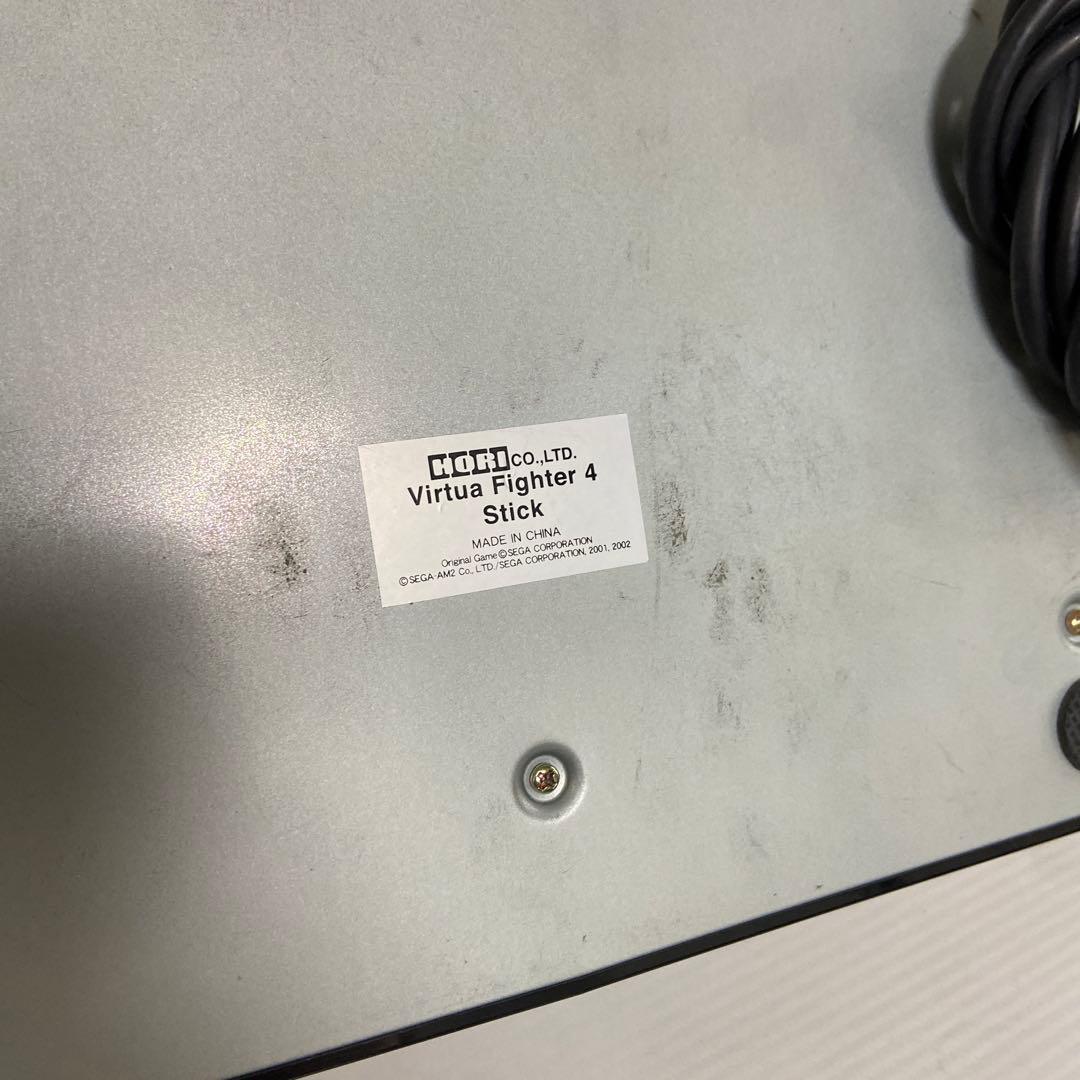 HORI CO.,LTD.
Virtua Fighter 4
Stick
MADE IN CHINA
Original Game ©SEGA CORPORATION
©SEGA-AM2 Co., LTD./SEGA CORPORATION, 2001, 2002